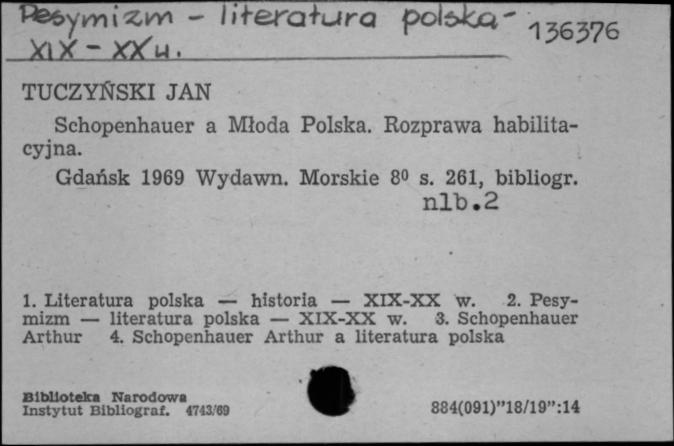 Pesymizm - literatura polska -
XIX - XX w.
136376
TUCZYŃSKI JAN
Schopenhauer a Młoda Polska. Rozprawa habilita-
cyjna.
Gdańsk 1969 Wydawn. Morskie 8⁰ s. 261, bibliogr.
nlb.2
1. Literatura polska — historia — XIX-XX w. 2. Pesy-
mizm — literatura polska — XIX-XX w. 3. Schopenhauer
Arthur 4. Schopenhauer Arthur a literatura polska
Biblioteka Narodowa
Instytut Bibliograf. 4743/69
884(091)"18/19":14